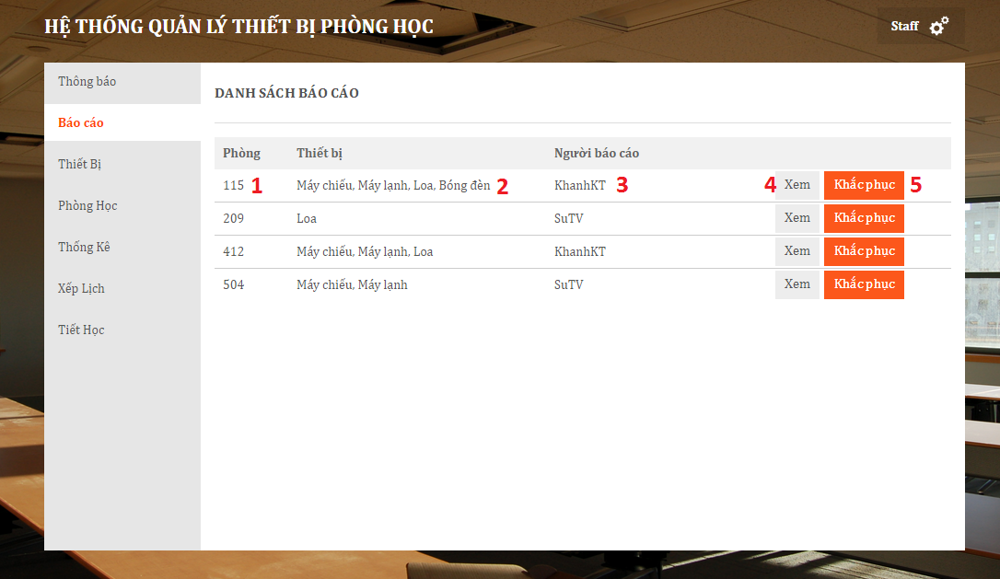 HỆ THỐNG QUẢN LÝ THIẾT BỊ PHÒNG HỌC
Staff
Thông báo
Báo cáo
Thiết Bị
Phòng Học
Thống Kê
Xếp Lịch
Tiết Học
DANH SÁCH BÁO CÁO
Phòng Thiết bị Người báo cáo
115 1 Máy chiếu, Máy lạnh, Loa, Bóng đèn 2 KhanhKT 3 4 Xem Khắc phục 5
209 Loa SuTV Xem Khắc phục
412 Máy chiếu, Máy lạnh, Loa KhanhKT Xem Khắc phục
504 Máy chiếu, Máy lạnh SuTV Xem Khắc phục